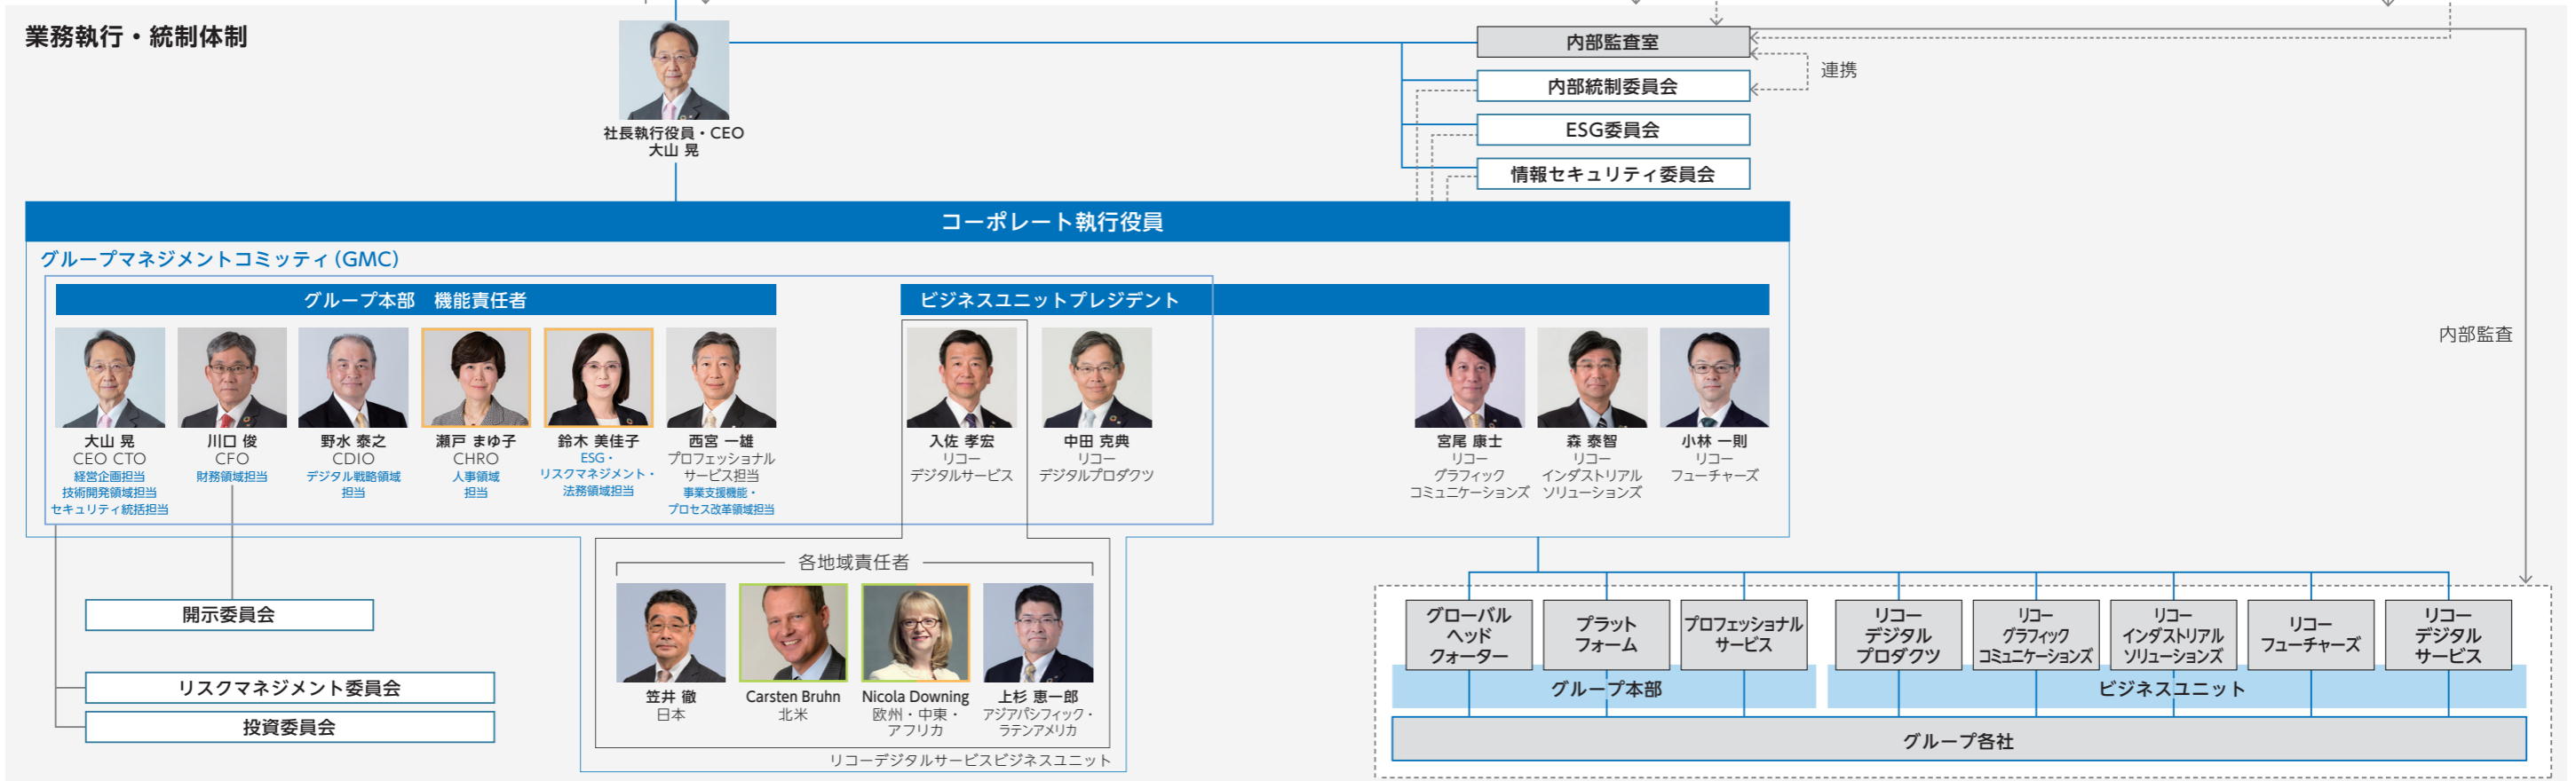 業務執行・統制体制
社長執行役員・CEO
大山 晃
内部監査室
内部統制委員会
ESG委員会
情報セキュリティ委員会
連携
内部監査
コーポレート執行役員
グループマネジメントコミッティ(GMC)
グループ本部　機能責任者
大山 晃
CEO CTO
経営企画担当
技術開発領域担当
セキュリティ統括担当
川口 俊
CFO
財務領域担当
野水 泰之
CDIO
デジタル戦略領域
担当
瀬戸 まゆ子
CHRO
人事領域
担当
鈴木 美佳子
ESG・
リスクマネジメント・
法務領域担当
西宮 一雄
プロフェッショナル
サービス担当
事業支援機能・
プロセス改革領域担当
ビジネスユニットプレジデント
入佐 孝宏
リコー
デジタルサービス
中田 克典
リコー
デジタルプロダクツ
宮尾 康士
リコー
グラフィック
コミュニケーションズ
森 泰智
リコー
インダストリアル
ソリューションズ
小林 一則
リコー
フューチャーズ
開示委員会
リスクマネジメント委員会
投資委員会
各地域責任者
笠井 徹
日本
Carsten Bruhn
北米
Nicola Downing
欧州・中東・
アフリカ
上杉 恵一郎
アジアパシフィック・
ラテンアメリカ
リコーデジタルサービスビジネスユニット
グローバル
ヘッド
クォーター
プラット
フォーム
プロフェッショナル
サービス
リコー
デジタル
プロダクツ
リコー
グラフィック
コミュニケーションズ
リコー
インダストリアル
ソリューションズ
リコー
フューチャーズ
リコー
デジタル
サービス
グループ本部
ビジネスユニット
グループ各社